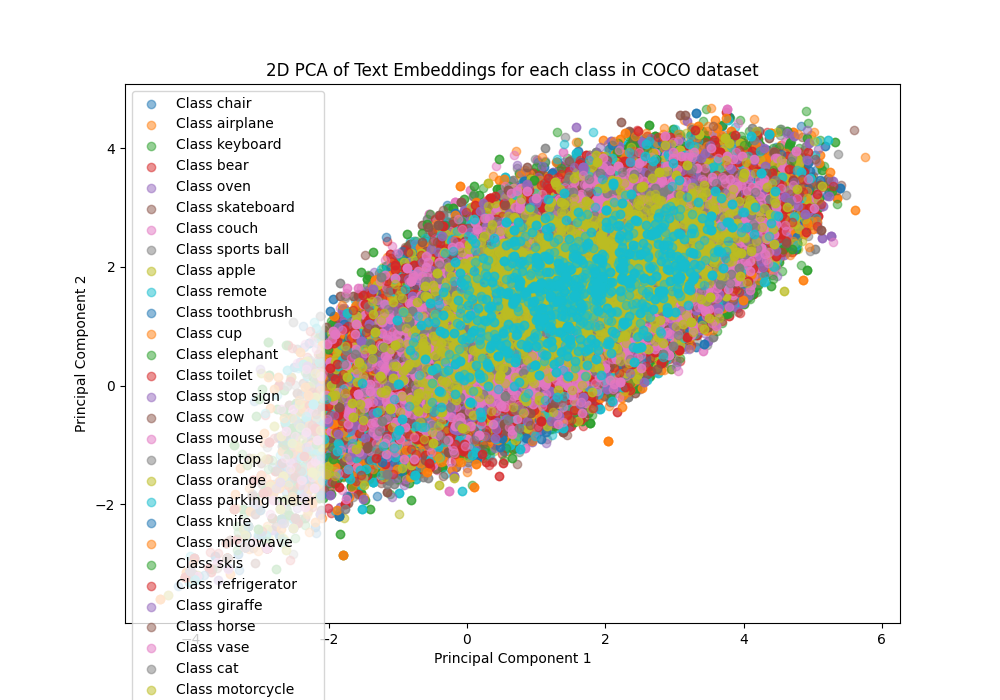 2D PCA of Text Embeddings for each class in COCO dataset
Class chair
Class airplane
Class keyboard
Class bear
Class oven
Class skateboard
Class couch
Class sports ball
Class apple
Class remote
Class toothbrush
Class cup
Class elephant
Class toilet
Class stop sign
Class cow
Class mouse
Class laptop
Class orange
Class parking meter
Class knife
Class microwave
Class skis
Class refrigerator
Class giraffe
Class horse
Class vase
Class cat
Class motorcycle
Principal Component 2
4
2
0
−2
−4 −2 0 2 4 6
Principal Component 1